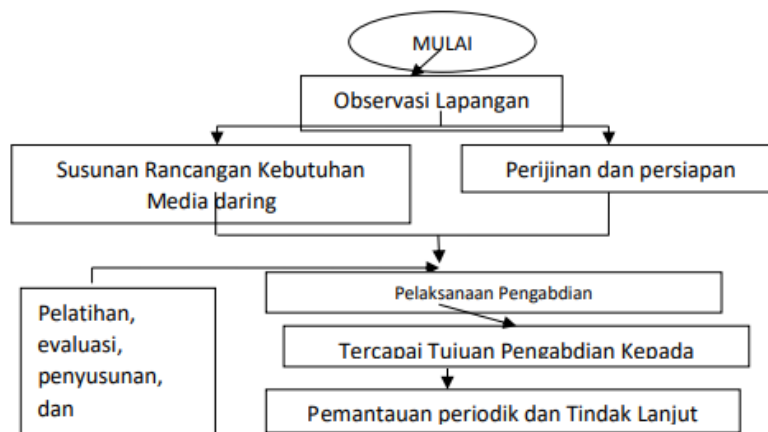 MULAI
Observasi Lapangan
Susunan Rancangan Kebutuhan
Media daring
Perijinan dan persiapan
Pelaksanaan Pengabdian
Pelatihan,
evaluasi,
penyusunan,
dan
Tercapai Tujuan Pengabdian Kepada
Pemantauan periodik dan Tindak Lanjut